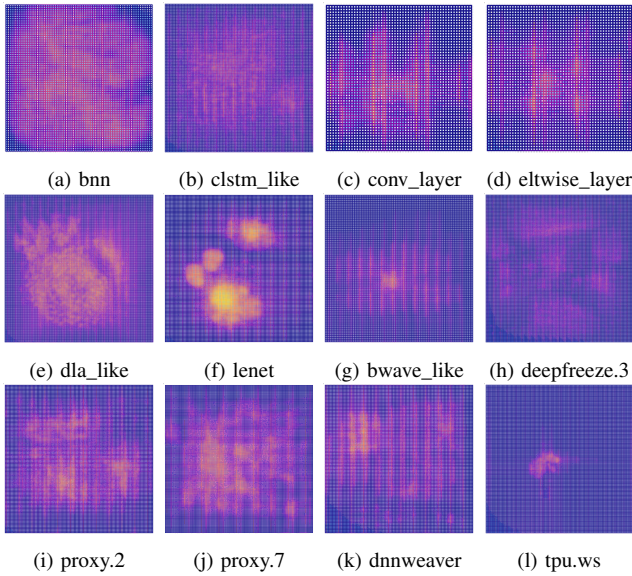 (a) bnn (b) clstm_like (c) conv_layer (d) eltwise_layer
(e) dla_like (f) lenet (g) bwave_like (h) deepfreeze.3
(i) proxy.2 (j) proxy.7 (k) dnnweaver (l) tpu.ws